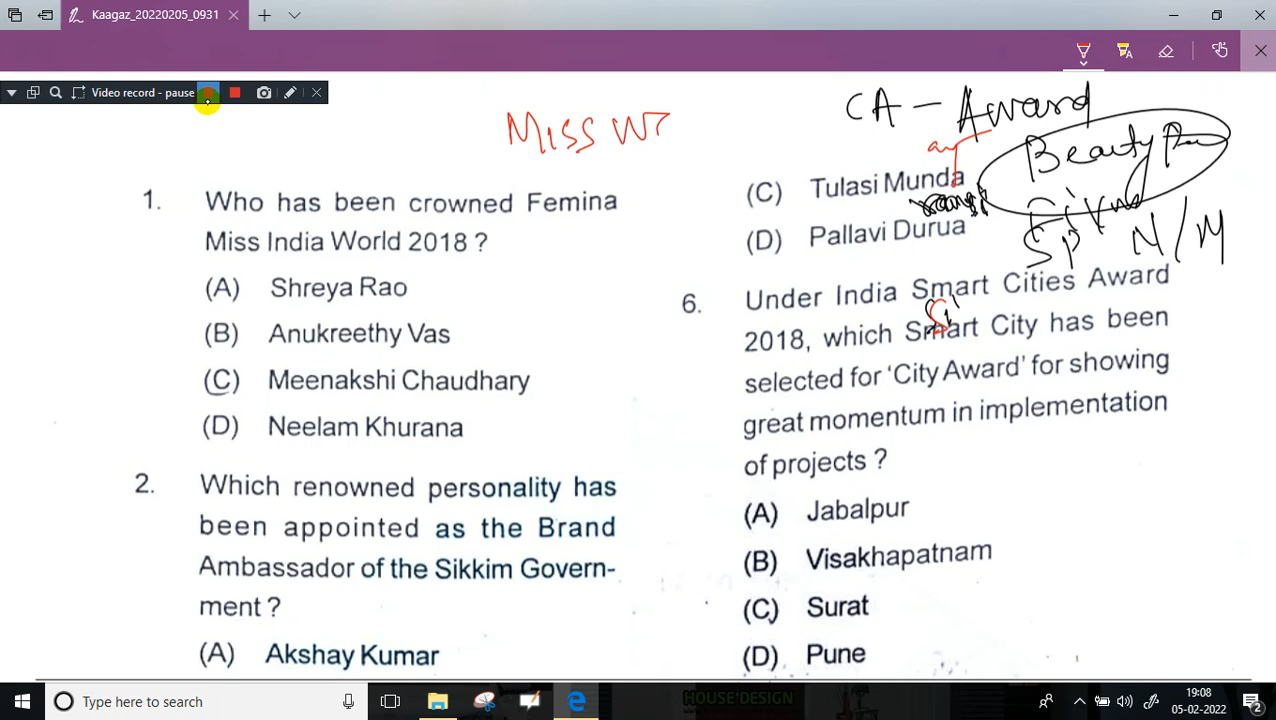 Kaagaz_20220205_0931
Video record - pause
Miss W
CA - Award
Beauty
SP N/M
1. Who has been crowned Femina
Miss India World 2018 ?
(A) Shreya Rao
(B) Anukreethy Vas
(C) Meenakshi Chaudhary
(D) Neelam Khurana
2. Which renowned personality has
been appointed as the Brand
Ambassador of the Sikkim Govern-
ment ?
(A) Akshay Kumar
(C) Tulasi Munda
(D) Pallavi Durua
6. Under India Smart Cities Award
2018, which Smart City has been
selected for ‘City Award’ for showing
great momentum in implementation
of projects ?
(A) Jabalpur
(B) Visakhapatnam
(C) Surat
(D) Pune
Type here to search
HOUSE DESIGN
19:08
05-02-2022
2